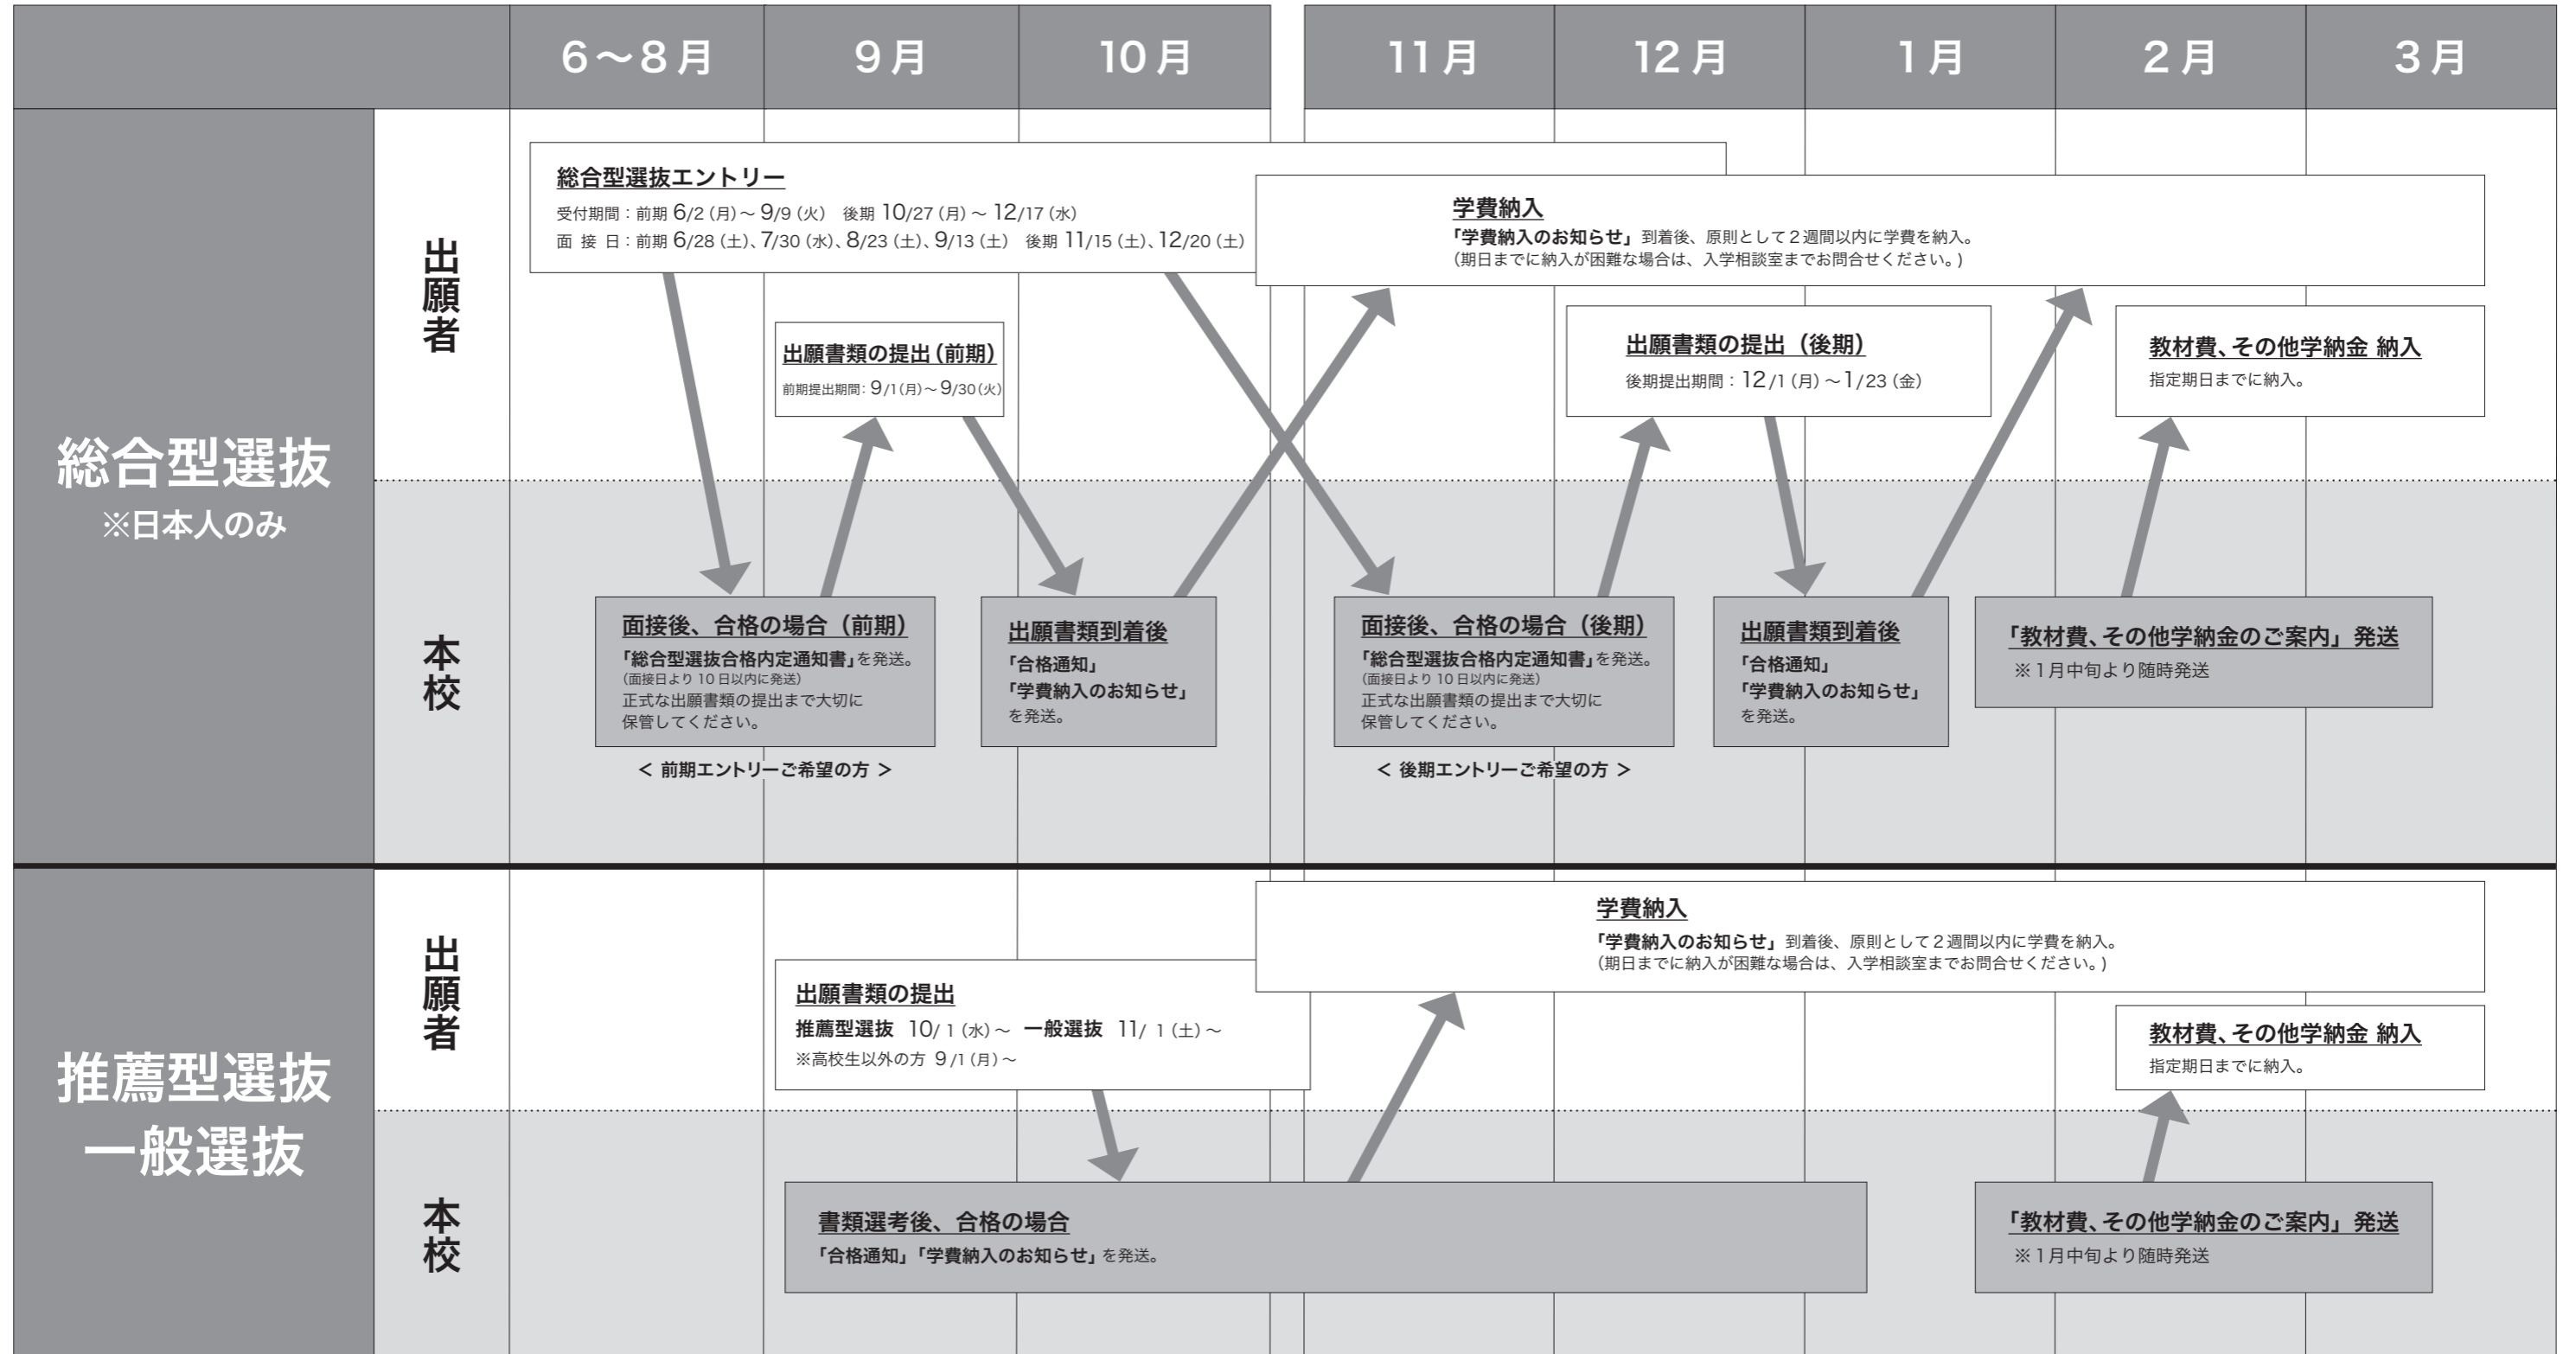 6～8月 9月 10月 11月 12月 1月 2月 3月
総合型選抜
※日本人のみ
出願者
総合型選抜エントリー
受付期間：前期 6/2（月）～ 9/9（火） 後期 10/27（月）～ 12/17（水）
面 接 日：前期 6/28（土）、7/30（水）、8/23（土）、9/13（土） 後期 11/15（土）、12/20（土）
学費納入
「学費納入のお知らせ」到着後、原則として２週間以内に学費を納入。
（期日までに納入が困難な場合は、入学相談室までお問合せください。）
出願書類の提出（前期）
前期提出期間：9/1（月）～ 9/30（火）
出願書類の提出（後期）
後期提出期間：12/1（月）～1/23（金）
教材費、その他学納金 納入
指定期日までに納入。
本校
面接後、合格の場合（前期）
「総合型選抜合格内定通知書」を発送。
（面接日より 10 日以内に発送）
正式な出願書類の提出まで大切に
保管してください。
＜ 前期エントリーご希望の方 ＞
出願書類到着後
「合格通知」
「学費納入のお知らせ」
を発送。
面接後、合格の場合（後期）
「総合型選抜合格内定通知書」を発送。
（面接日より 10 日以内に発送）
正式な出願書類の提出まで大切に
保管してください。
＜ 後期エントリーご希望の方 ＞
出願書類到着後
「合格通知」
「学費納入のお知らせ」
を発送。
「教材費、その他学納金のご案内」発送
※1月中旬より随時発送
推薦型選抜
一般選抜
出願者
学費納入
「学費納入のお知らせ」到着後、原則として２週間以内に学費を納入。
（期日までに納入が困難な場合は、入学相談室までお問合せください。）
出願書類の提出
推薦型選抜 10/ 1（水）～ 一般選抜 11/ 1（土）～
※高校生以外の方 9/1（月）～
教材費、その他学納金 納入
指定期日までに納入。
本校
書類選考後、合格の場合
「合格通知」「学費納入のお知らせ」を発送。
「教材費、その他学納金のご案内」発送
※1月中旬より随時発送